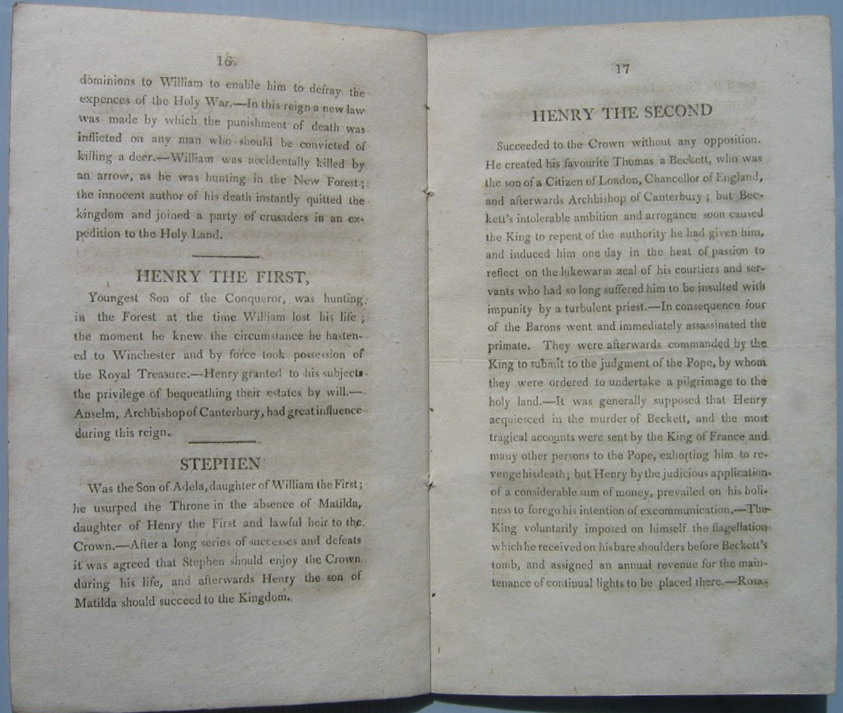 16
dominions to William to enable him to defray the
expences of the Holy War.—In this reign a new law
was made by which the punishment of death was
inflicted on any man who should be convicted of
killing a deer.—William was accidentally killed by
an arrow, as he was hunting in the New Forest;
the innocent author of his death instantly quitted the
kingdom and joined a party of crusaders in an ex-
pedition to the Holy Land.
HENRY THE FIRST,
Youngest Son of the Conqueror, was hunting
in the Forest at the time William lost his life;
the moment he knew the circumstance he hasten-
ed to Winchester and by force took possession of
the Royal Treasure.—Henry granted to his subjects
the privilege of bequeathing their estates by will.—
Anselm, Archbishop of Canterbury, had great influence
during this reign.
STEPHEN
Was the Son of Adela, daughter of William the First;
he usurped the Throne in the absence of Matilda,
daughter of Henry the First and lawful heir to the
Crown.—After a long series of successes and defeats
it was agreed that Stephen should enjoy the Crown
during his life, and afterwards Henry the son of
Matilda should succeed to the Kingdom.
17
HENRY THE SECOND
Succeeded to the Crown without any opposition.
He created his favourite Thomas a Beckett, who was
the son of a Citizen of London, Chancellor of England,
and afterwards Archbishop of Canterbury; but Bec-
kett's intolerable ambition and arrogance soon caused
the King to repent of the authority he had given him,
and induced him one day in the heat of passion to
reflect on the lukewarm zeal of his courtiers and ser-
vants who had so long suffered him to be insulted with
impunity by a turbulent priest.—In consequence four
of the Barons went and immediately assassinated the
primate. They were afterwards commanded by the
King to submit to the judgment of the Pope, by whom
they were ordered to undertake a pilgrimage to the
holy land.—It was generally supposed that Henry
acquiesced in the murder of Beckett, and the most
tragical accounts were sent by the King of France and
many other persons to the Pope, exhorting him to re-
venge his death; but Henry by the judicious application
of a considerable sum of money, prevailed on his holi-
ness to forego his intention of excommunication.—The
King voluntarily imposed on himself the flagellation
which he received on his bare shoulders before Beckett's
tomb, and assigned an annual revenue for the main-
tenance of continual lights to be placed there.—Rosa-